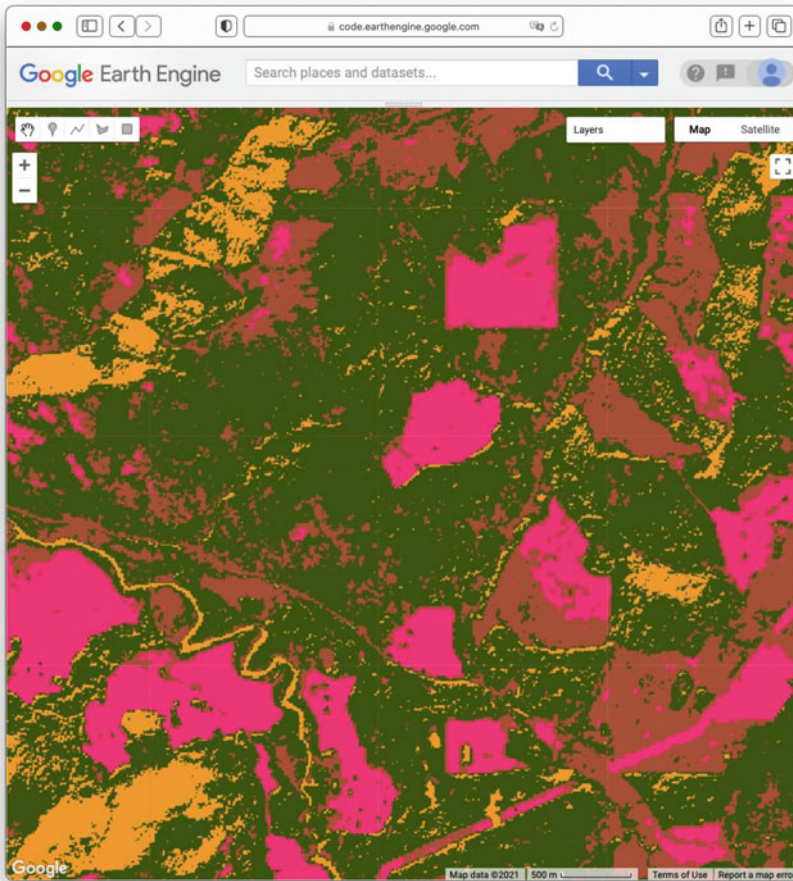 code.earthengine.google.com
Google Earth Engine
Search places and datasets...
Layers
Map
Satellite
+
−
Google
Map data ©2021
500 m
Terms of Use
Report a map erro